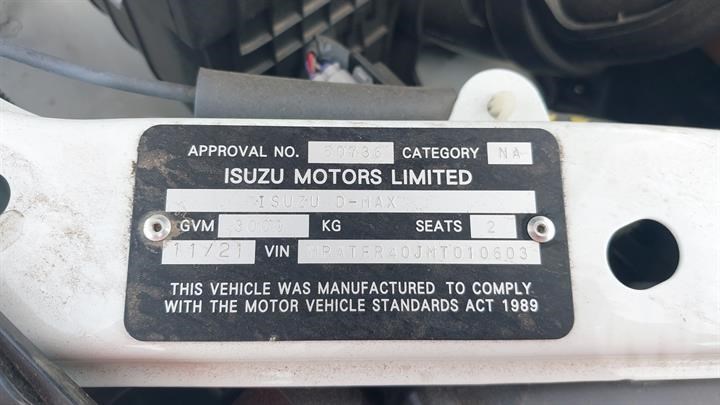 APPROVAL NO. 50736 CATEGORY NA
ISUZU MOTORS LIMITED
ISUZU D-MAX
GVM KG SEATS 2
11/21 VIN MPATFR40JMT010603
THIS VEHICLE WAS MANUFACTURED TO COMPLY
WITH THE MOTOR VEHICLE STANDARDS ACT 1989